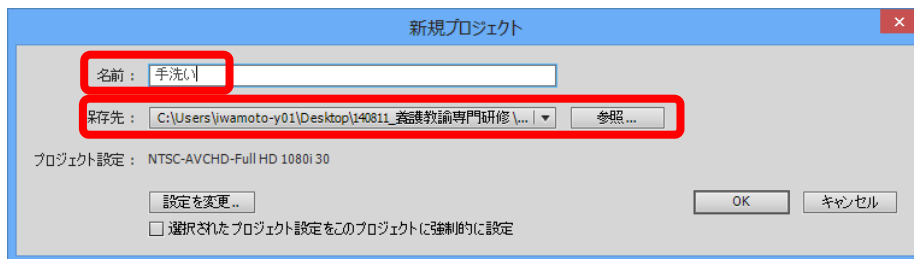 新規プロジェクト
名前： 手洗い
保存先： C:\Users\iwamoto-y01\Desktop\140811_養護教諭専門研修\... 参照...
プロジェクト設定： NTSC-AVCHD-Full HD 1080i 30
設定を変更.. OK キャンセル
選択されたプロジェクト設定をこのプロジェクトに強制的に設定